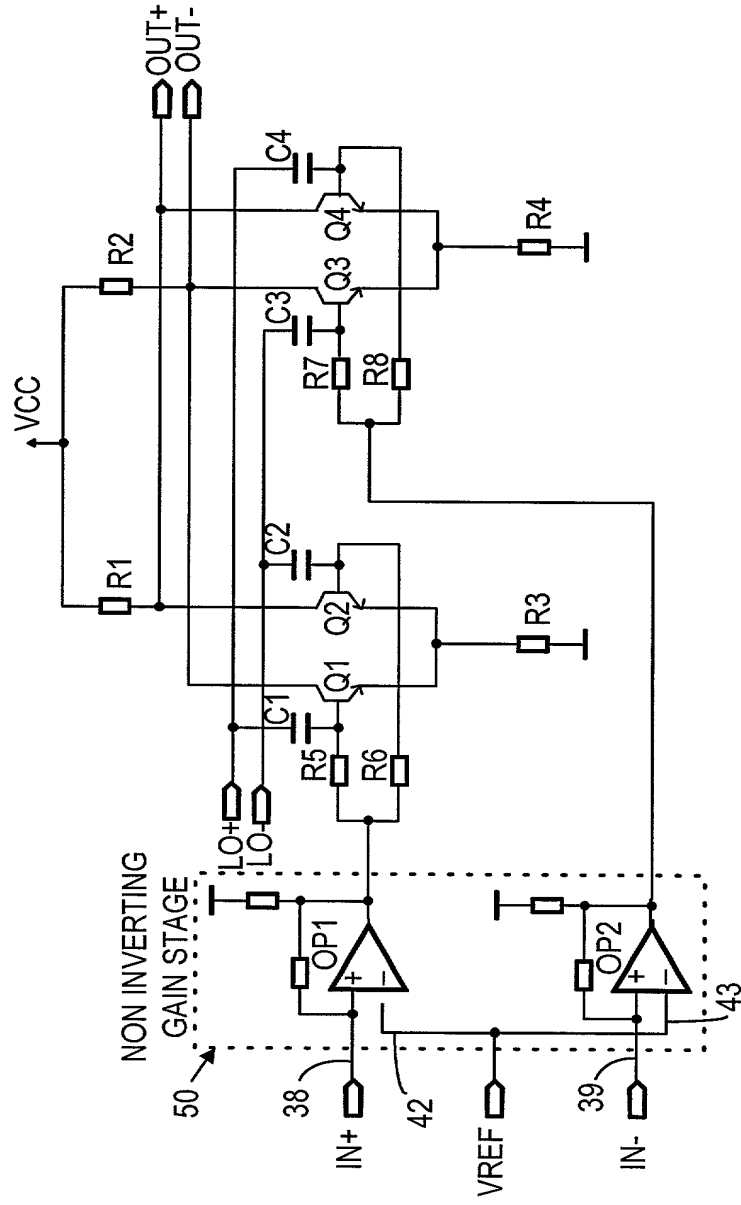 VCC
R1
R2
OUT+
OUT-
LO+
LO-
C1
C2
C3
C4
Q1
Q2
Q3
Q4
R5
R6
R7
R8
R3
R4
NON INVERTING
GAIN STAGE
50
OP1
+
−
38
IN+
42
VREF
OP2
+
−
39
43
IN-